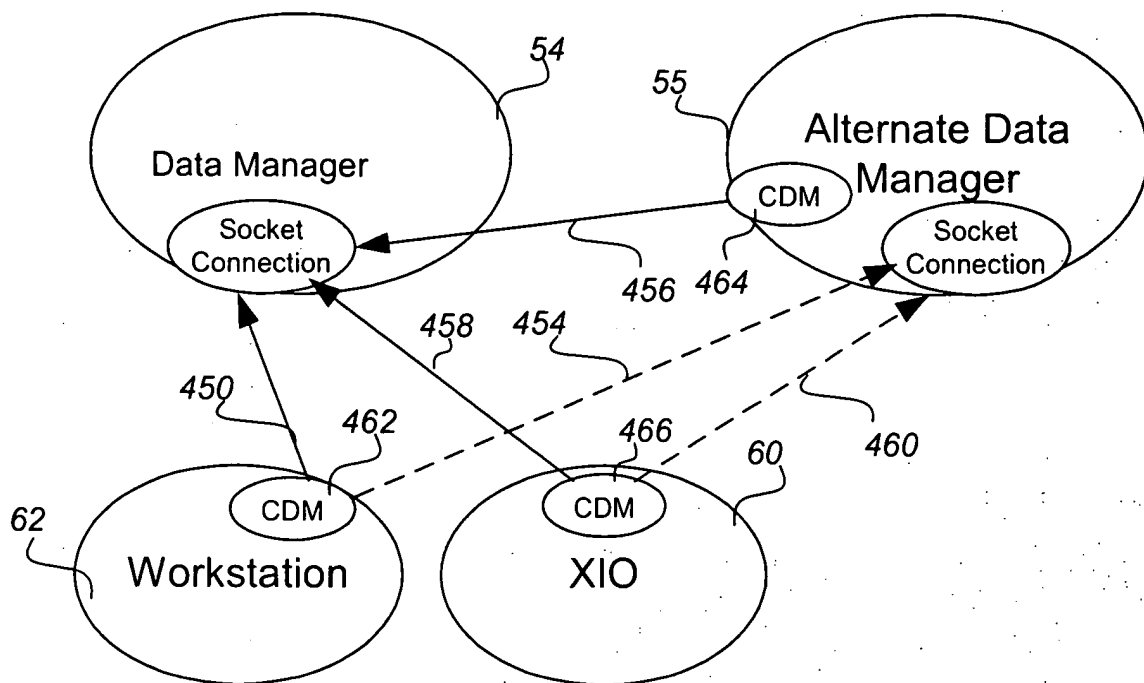 54
55
Data Manager
Alternate Data
Manager
CDM
Socket
Connection
Socket
Connection
456
464
458
454
450
462
466
60
460
CDM
CDM
62
Workstation
XIO